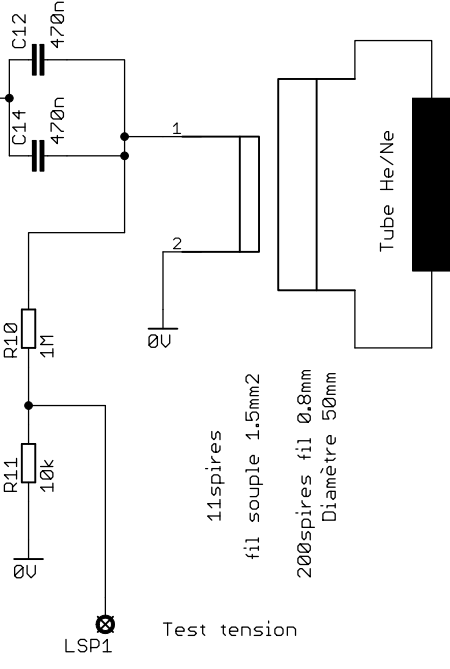 C12
470n
C14
470n
1
2
0V
Tube He/Ne
R10
1M
R11
10k
0V
11spires
fil souple 1.5mm2
200spires fil 0.8mm
Diamètre 50mm
LSP1
Test tension